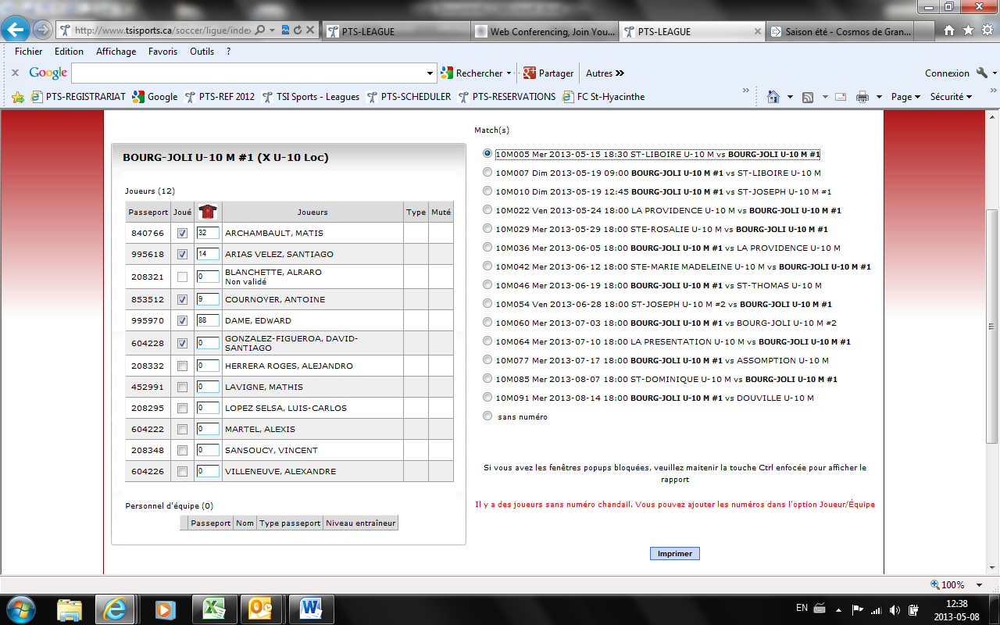 http://www.tsisports.ca/soccer/ligue/inde
PTS-LEAGUE
Web Conferencing, Join You...
PTS-LEAGUE
Saison été - Cosmos de Gran...
Fichier Edition Affichage Favoris Outils ?
x Google Rechercher Partager Autres » Connexion
PTS-REGISTRARIAT Google PTS-REF 2012 TSI Sports - Leagues PTS-SCHEDULER PTS-RESERVATIONS FC St-Hyacinthe » Page Sécurité »
BOURG-JOLI U-10 M #1 (X U-10 Loc)
Joueurs (12)
Passeport Joué Joueurs Type Muté
840766 32 ARCHAMBAULT, MATIS
995618 14 ARIAS VELEZ, SANTIAGO
208321 0 BLANCHETTE, ALRARO
Non validé
853512 9 COURNOYER, ANTOINE
995970 88 DAME, EDWARD
604228 0 GONZALEZ-FIGUEROA, DAVID-
SANTIAGO
208332 0 HERRERA ROGES, ALEJANDRO
452991 0 LAVIGNE, MATHIS
208295 0 LOPEZ SELSA, LUIS-CARLOS
604222 0 MARTEL, ALEXIS
208348 0 SANSOUCY, VINCENT
604226 0 VILLENEUVE, ALEXANDRE
Personnel d'équipe (0)
Passeport Nom Type passeport Niveau entraîneur
Match(s)
10M005 Mer 2013-05-15 18:30 ST-LIBOIRE U-10 M vs BOURG-JOLI U-10 M #1
10M007 Dim 2013-05-19 09:00 BOURG-JOLI U-10 M #1 vs ST-LIBOIRE U-10 M
10M010 Dim 2013-05-19 12:45 BOURG-JOLI U-10 M #1 vs ST-JOSEPH U-10 M #1
10M022 Ven 2013-05-24 18:00 LA PROVIDENCE U-10 M vs BOURG-JOLI U-10 M #1
10M029 Mer 2013-05-29 18:00 STE-ROSALIE U-10 M vs BOURG-JOLI U-10 M #1
10M036 Mer 2013-06-05 18:00 BOURG-JOLI U-10 M #1 vs LA PROVIDENCE U-10 M
10M042 Mer 2013-06-12 18:00 STE-MARIE MADELEINE U-10 M vs BOURG-JOLI U-10 M #1
10M046 Mer 2013-06-19 18:00 BOURG-JOLI U-10 M #1 vs ST-THOMAS U-10 M
10M054 Ven 2013-06-28 18:00 ST-JOSEPH U-10 M #2 vs BOURG-JOLI U-10 M #1
10M060 Mer 2013-07-03 18:00 BOURG-JOLI U-10 M #1 vs BOURG-JOLI U-10 M #2
10M064 Mer 2013-07-10 18:00 LA PRESENTATION U-10 M vs BOURG-JOLI U-10 M #1
10M077 Mer 2013-07-17 18:00 BOURG-JOLI U-10 M #1 vs ASSOMPTION U-10 M
10M085 Mer 2013-08-07 18:00 ST-DOMINIQUE U-10 M vs BOURG-JOLI U-10 M #1
10M091 Mer 2013-08-14 18:00 BOURG-JOLI U-10 M #1 vs DOUVILLE U-10 M
sans numéro
Si vous avez les fenêtres popups bloquées, veuillez maitenir la touche Ctrl enfocée pour afficher le
rapport
Il y a des joueurs sans numéro chandail. Vous pouvez ajouter les numéros dans l'option Joueur/Équipe
Imprimer
100%
EN 12:38
2013-05-08